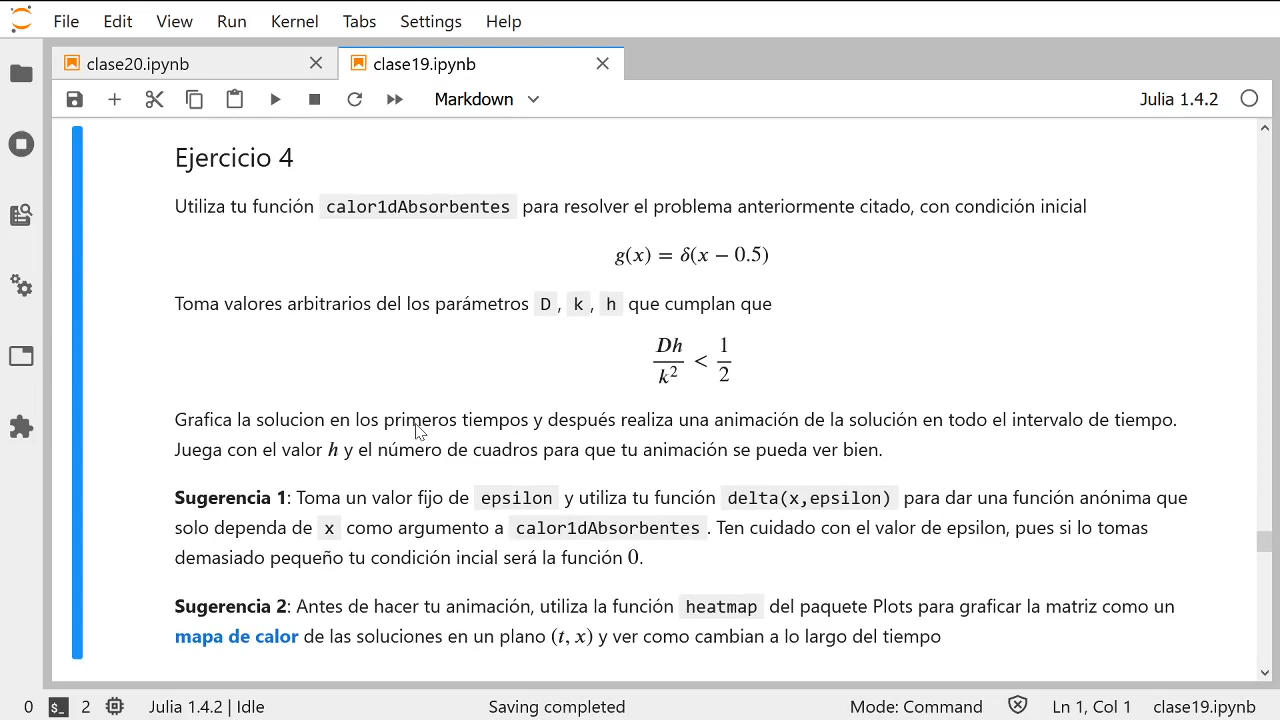 File Edit View Run Kernel Tabs Settings Help
clase20.ipynb clase19.ipynb
Markdown Julia 1.4.2
Ejercicio 4
Utiliza tu función calor1dAbsorbentes para resolver el problema anteriormente citado, con condición inicial
g(x) = δ(x − 0.5)
Toma valores arbitrarios del los parámetros D, k, h que cumplan que
Dh/k² < 1/2
Grafica la solucion en los primeros tiempos y después realiza una animación de la solución en todo el intervalo de tiempo.
Juega con el valor h y el número de cuadros para que tu animación se pueda ver bien.
Sugerencia 1: Toma un valor fijo de epsilon y utiliza tu función delta(x,epsilon) para dar una función anónima que
solo dependa de x como argumento a calor1dAbsorbentes. Ten cuidado con el valor de epsilon, pues si lo tomas
demasiado pequeño tu condición incial será la función 0.
Sugerencia 2: Antes de hacer tu animación, utiliza la función heatmap del paquete Plots para graficar la matriz como un
mapa de calor de las soluciones en un plano (t, x) y ver como cambian a lo largo del tiempo
0 $_ 2 Julia 1.4.2 | Idle Saving completed Mode: Command Ln 1, Col 1 clase19.ipynb